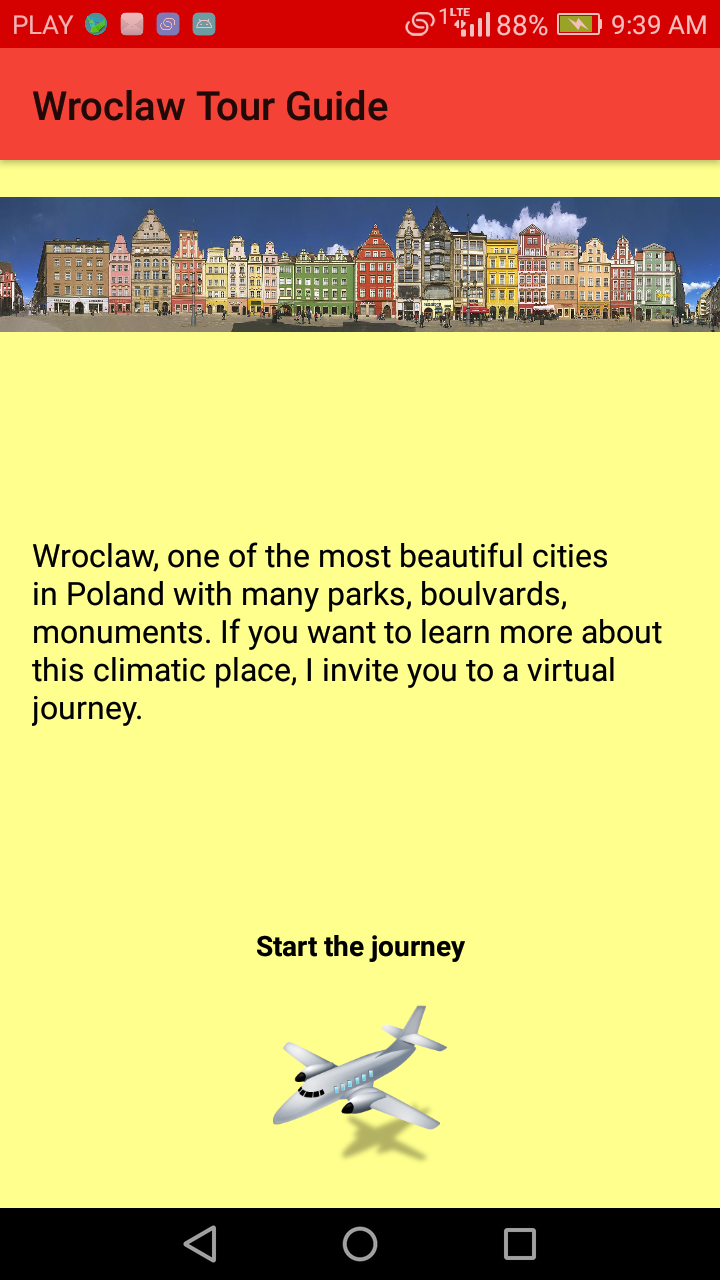 PLAY 1 LTE 88% 9:39 AM
Wroclaw Tour Guide
Wroclaw, one of the most beautiful cities
in Poland with many parks, boulvards,
monuments. If you want to learn more about
this climatic place, I invite you to a virtual
journey.
Start the journey